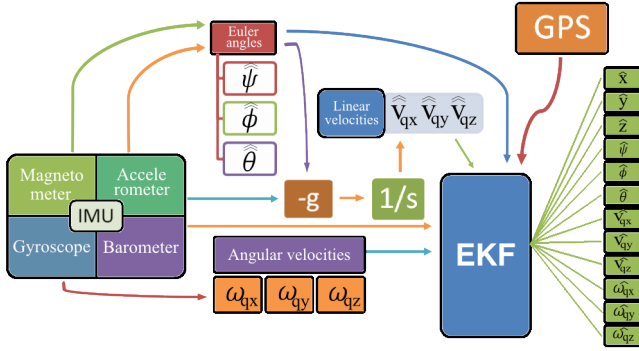 Euler
angles
GPS
ψ̂̂
ϕ̂̂
θ̂̂
Linear
velocities
v̂̂qx v̂̂qy v̂̂qz
Magneto
meter
Accele
rometer
IMU
Gyroscope
Barometer
-g
1/s
EKF
Angular velocities
ωqx
ωqy
ωqz
x̂
ŷ
ẑ
ψ̂
ϕ̂
θ̂
v̂qx
v̂qy
v̂qz
ω̂qx
ω̂qy
ω̂qz